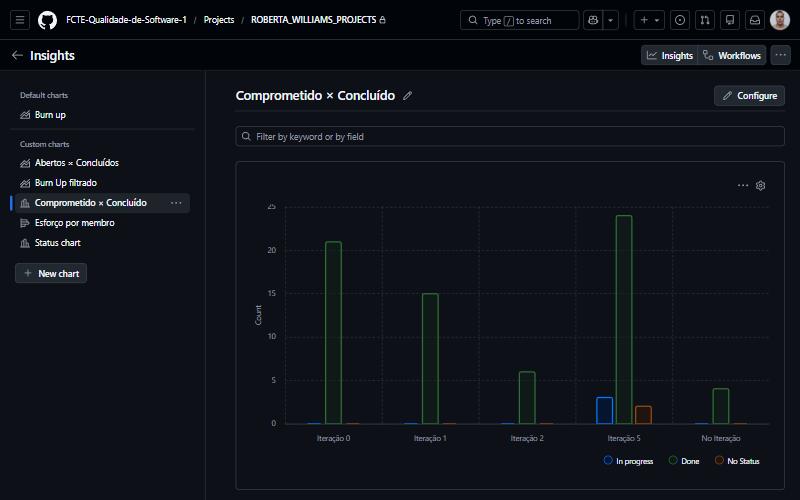 FCTE-Qualidade-de-Software-1 / Projects / ROBERTA_WILLIAMS_PROJECTS
Type / to search
Insights
Insights
Workflows
Default charts
Burn up
Custom charts
Abertos × Concluídos
Burn Up filtrado
Comprometido × Concluído
Esforço por membro
Status chart
New chart
Comprometido × Concluído
Configure
Filter by keyword or by field
25
20
15
10
5
0
Count
Iteração 0
Iteração 1
Iteração 2
Iteração 5
No Iteração
In progress
Done
No Status